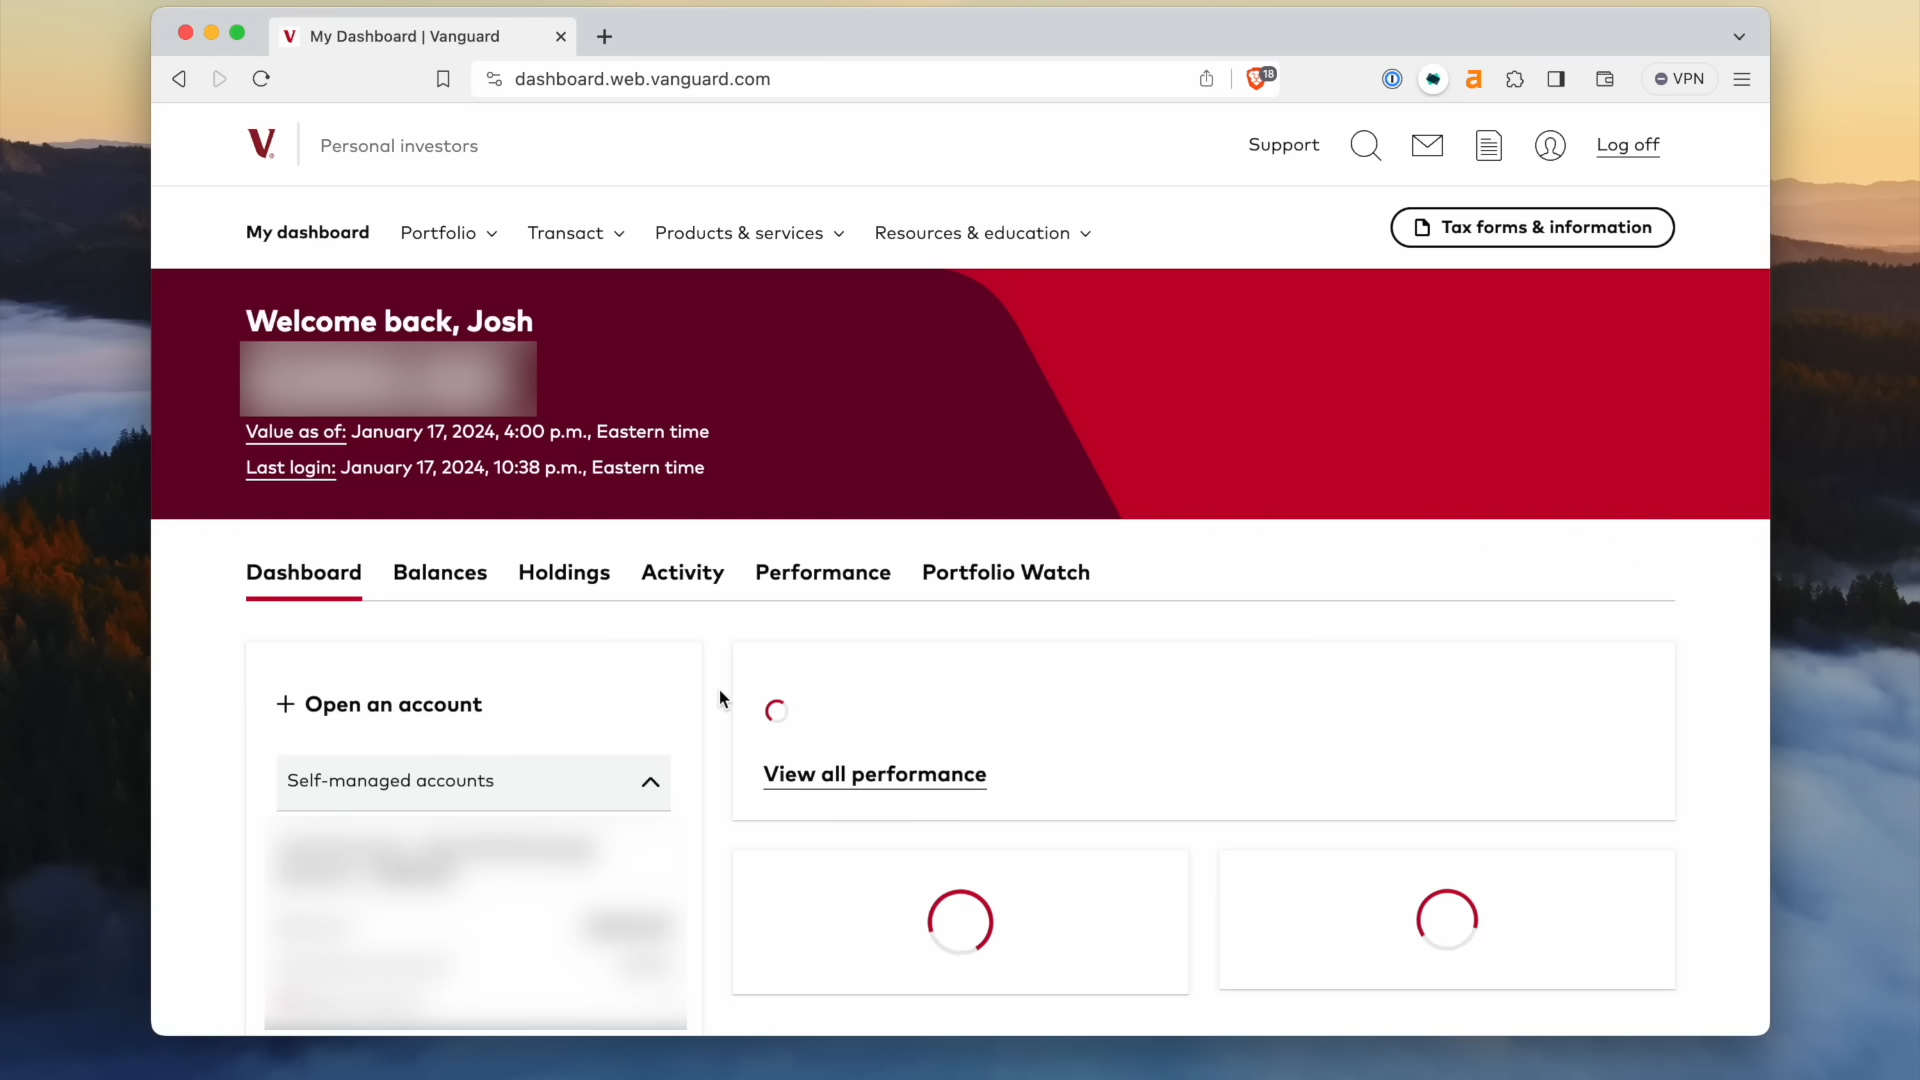 My Dashboard | Vanguard
dashboard.web.vanguard.com
18
VPN
Personal investors
Support
Log off
My dashboard
Portfolio
Transact
Products & services
Resources & education
Tax forms & information
Welcome back, Josh
Value as of: January 17, 2024, 4:00 p.m., Eastern time
Last login: January 17, 2024, 10:38 p.m., Eastern time
Dashboard
Balances
Holdings
Activity
Performance
Portfolio Watch
Open an account
View all performance
Self-managed accounts